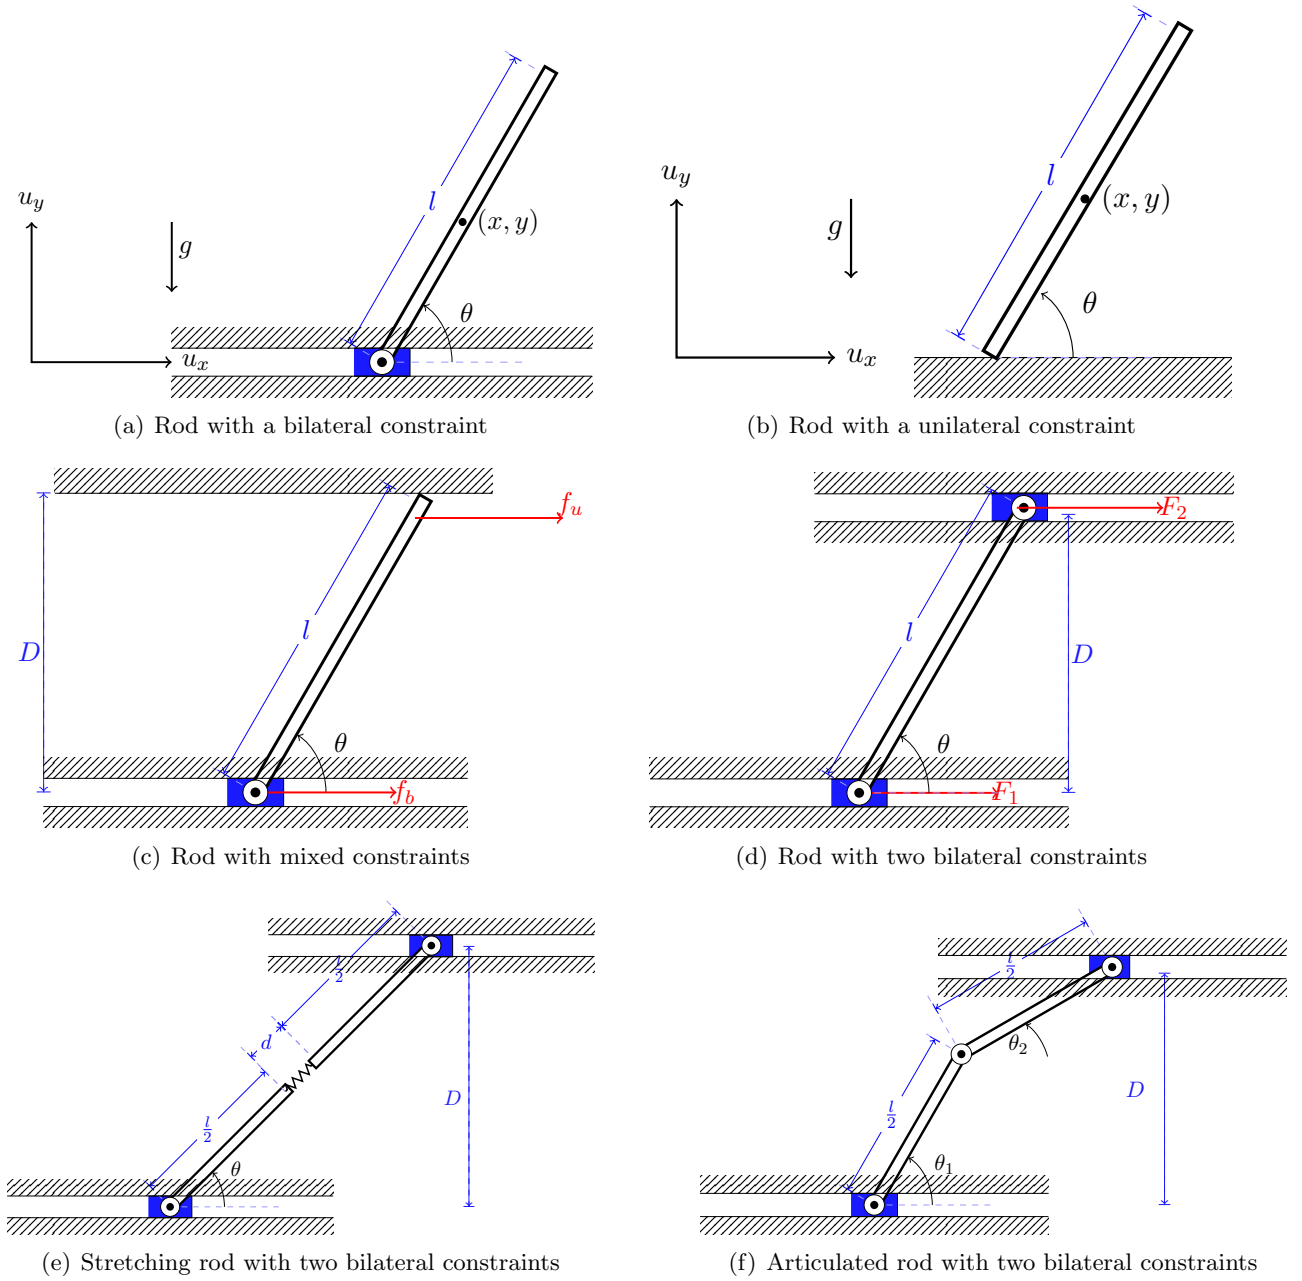 u_y
g
l
(x, y)
θ
u_x
(a) Rod with a bilateral constraint
u_y
g
l
(x, y)
θ
u_x
(b) Rod with a unilateral constraint
f_u
D
l
θ
f_b
(c) Rod with mixed constraints
F_2
l
D
θ
F_1
(d) Rod with two bilateral constraints
l/2
d
D
l/2
θ
(e) Stretching rod with two bilateral constraints
l/2
θ_2
D
l/2
θ_1
(f) Articulated rod with two bilateral constraints